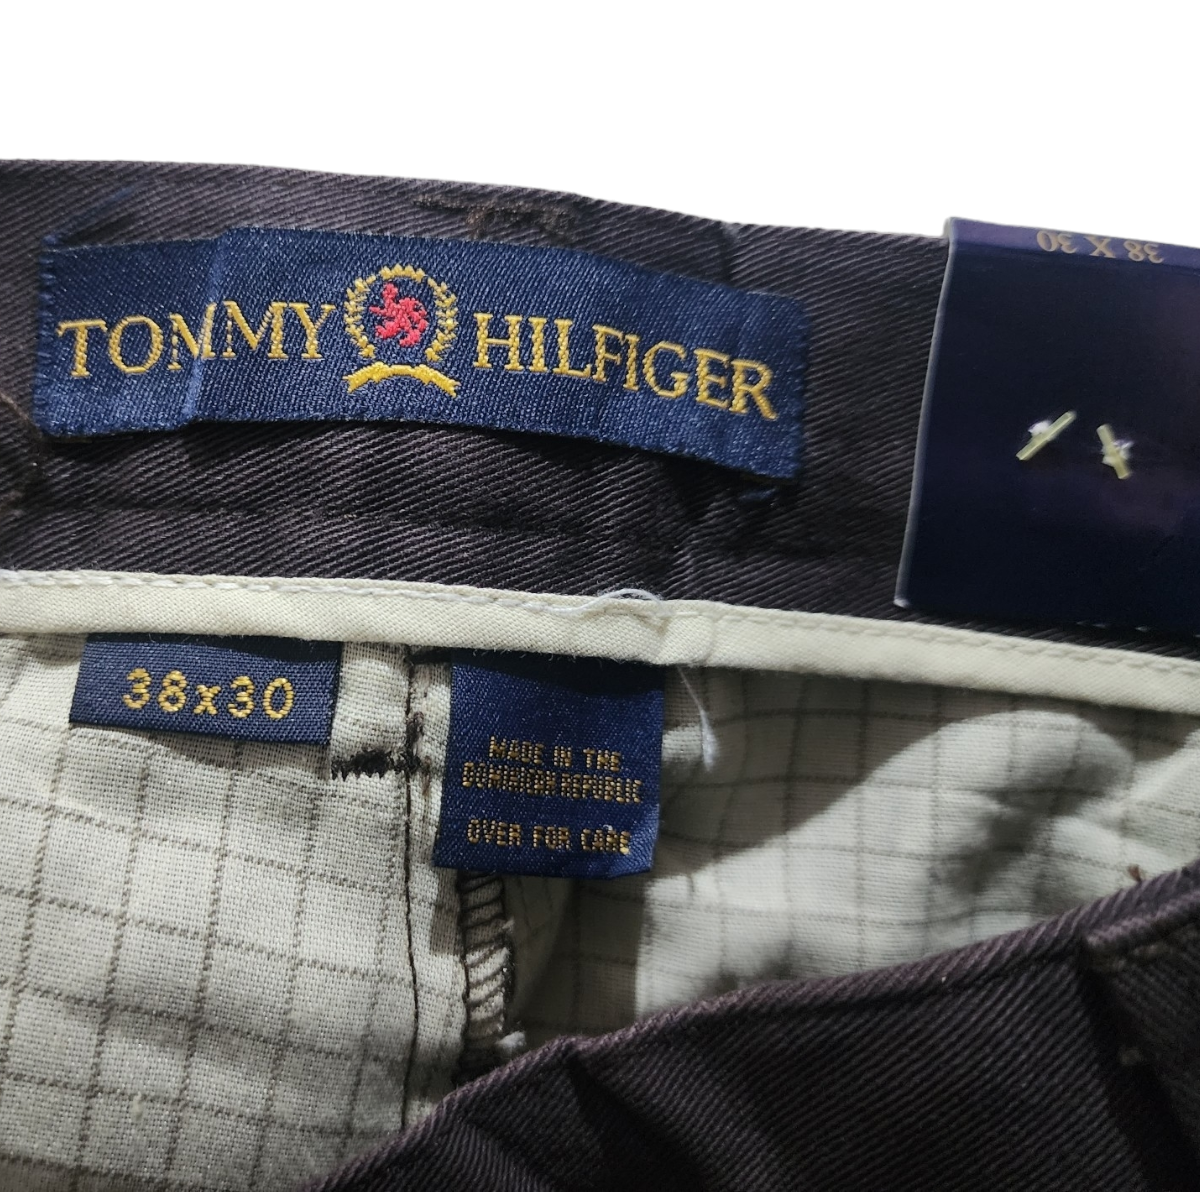 TOMMY HILFIGER
38 X 30
38x30
MADE IN THE
DOMINICAN REPUBLIC
OVER FOR CARE